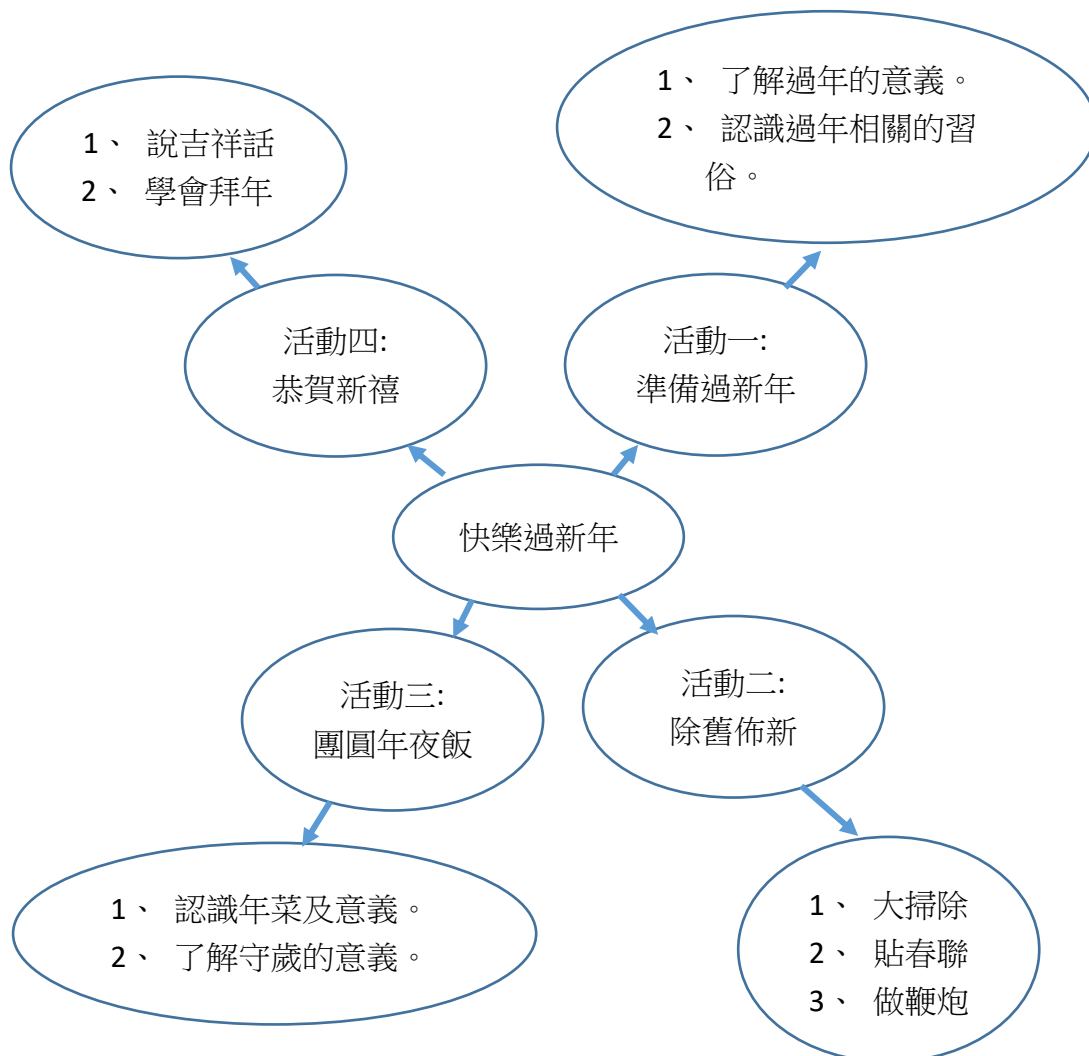 1、 了解過年的意義。
2、 認識過年相關的習
俗。
1、 說吉祥話
2、 學會拜年
活動四:
恭賀新禧
活動一:
準備過新年
快樂過新年
活動三:
團圓年夜飯
活動二:
除舊佈新
1、 認識年菜及意義。
2、 了解守歲的意義。
1、 大掃除
2、 貼春聯
3、 做鞭炮